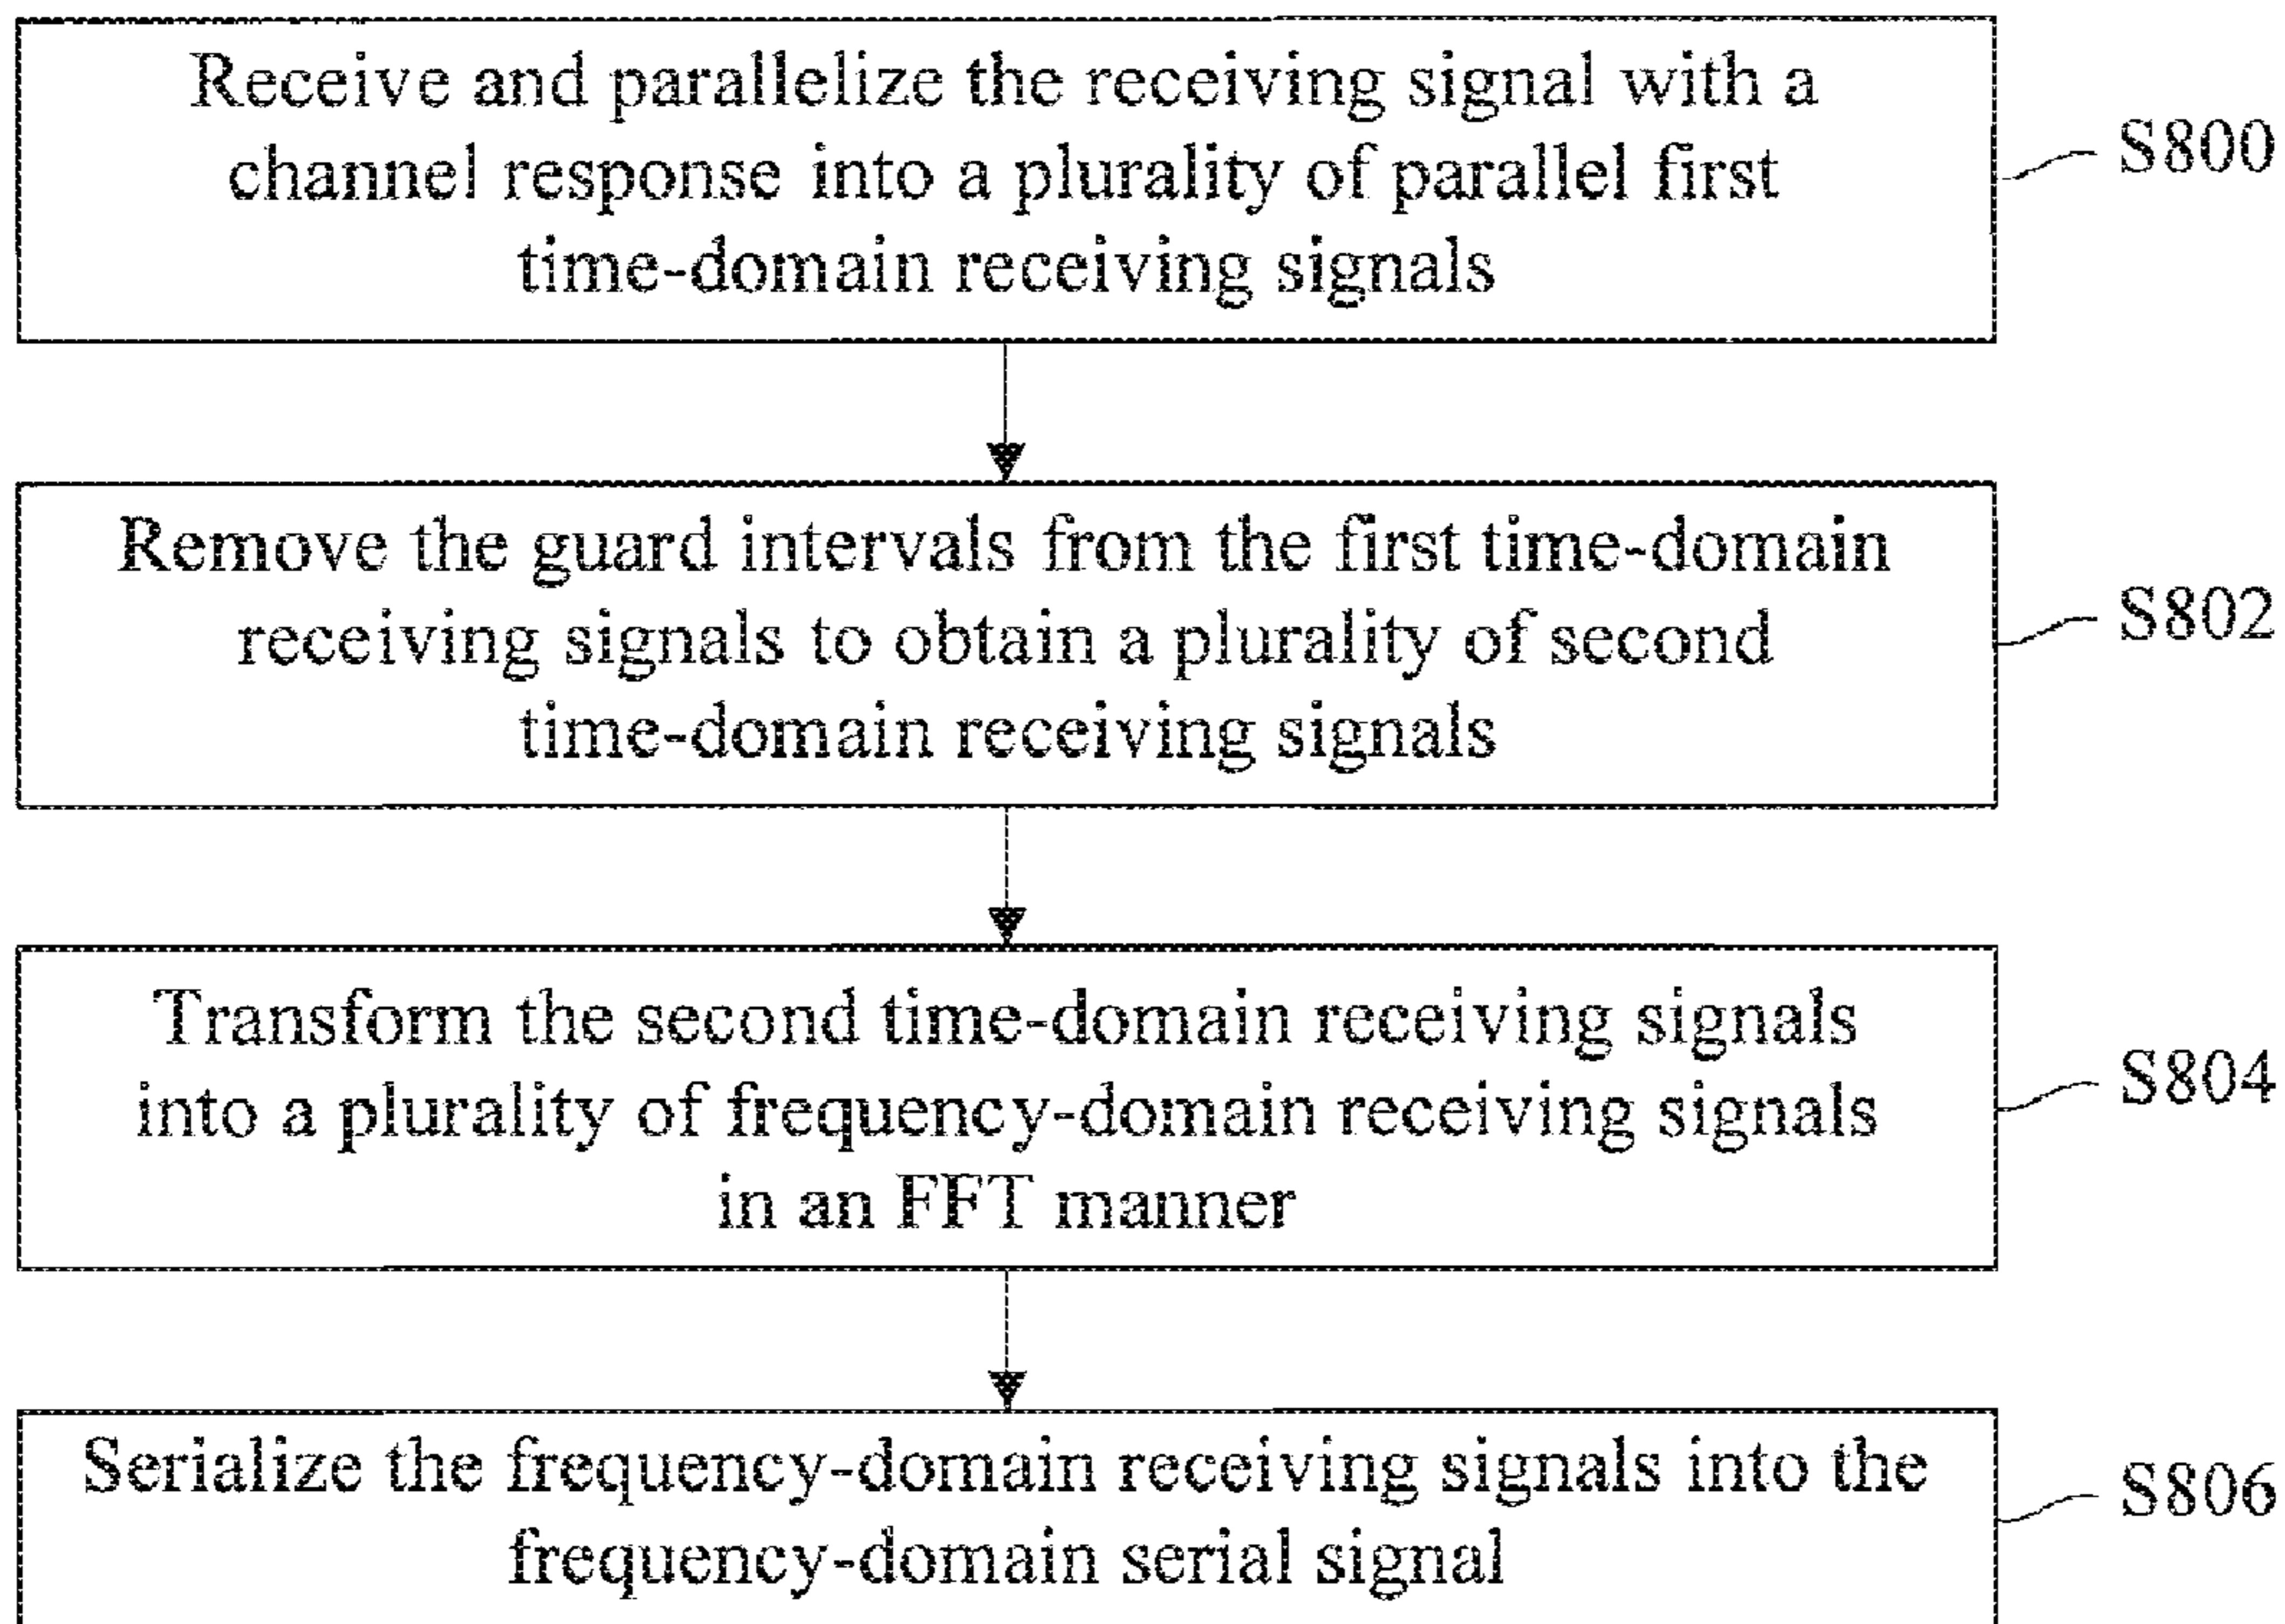 Receive and parallelize the receiving signal with a
channel response into a plurality of parallel first
time-domain receiving signals
S800
Remove the guard intervals from the first time-domain
receiving signals to obtain a plurality of second
time-domain receiving signals
S802
Transform the second time-domain receiving signals
into a plurality of frequency-domain receiving signals
in an FFT manner
S804
Serialize the frequency-domain receiving signals into the
frequency-domain serial signal
S806